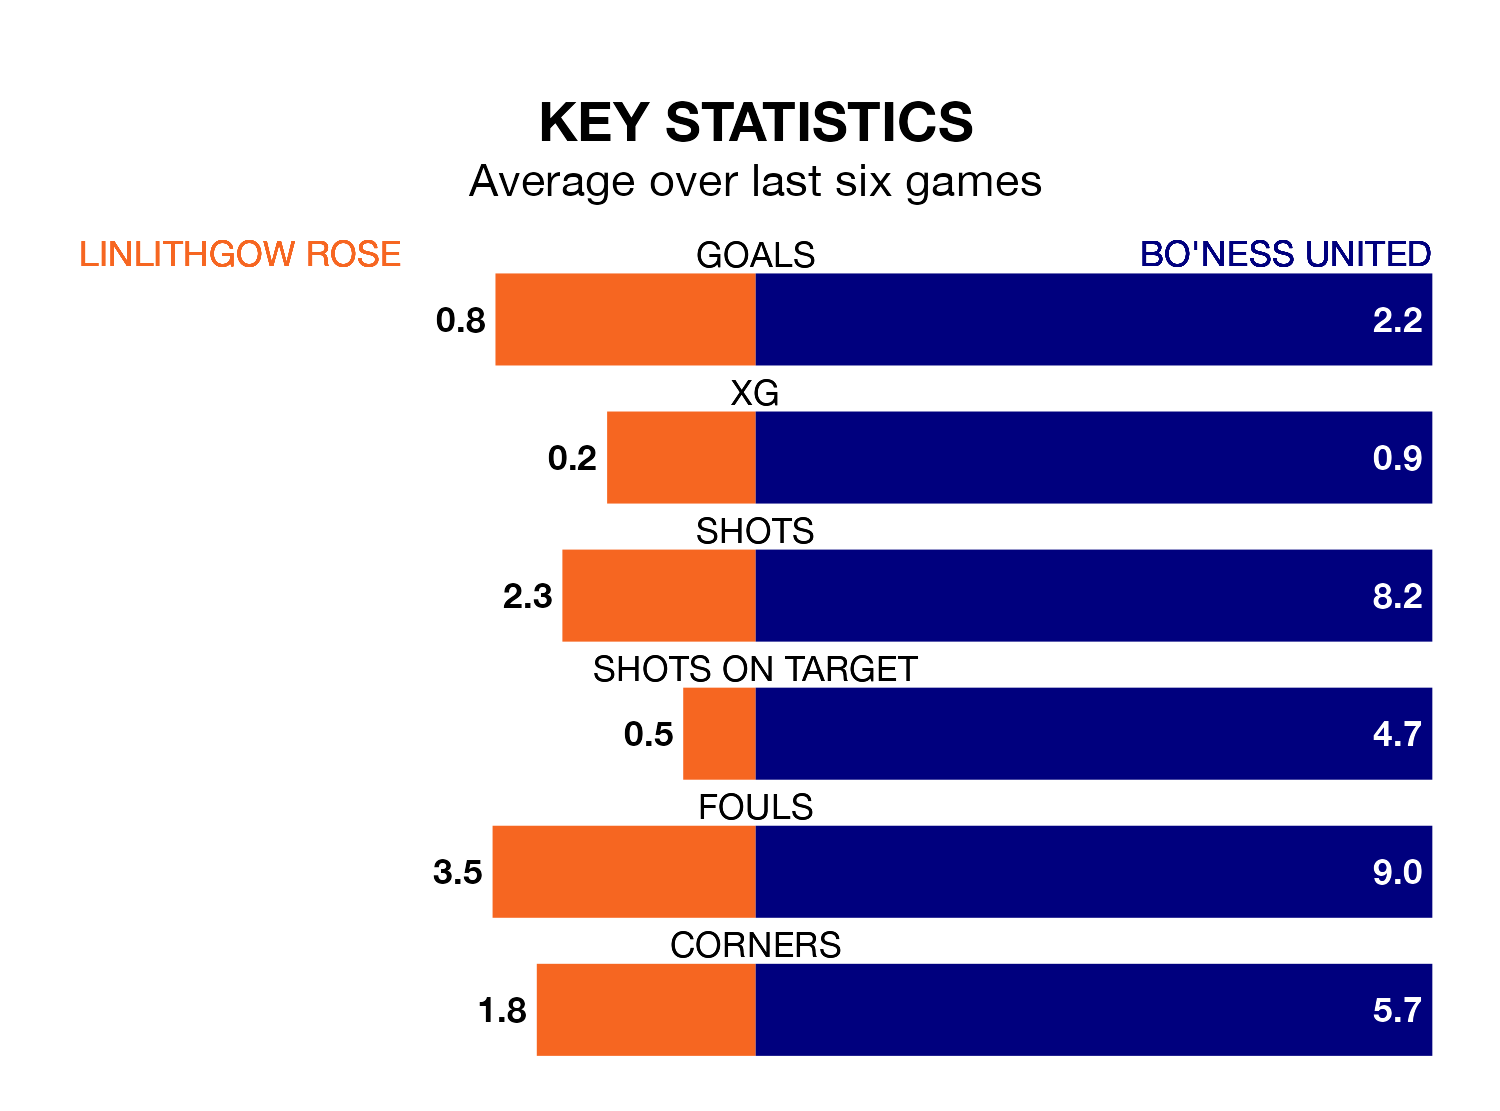 KEY STATISTICS
Average over last six games
LINLITHGOW ROSE GOALS BO'NESS UNITED
0.8 2.2
XG
0.2 0.9
SHOTS
2.3 8.2
SHOTS ON TARGET
0.5 4.7
FOULS
3.5 9.0
CORNERS
1.8 5.7